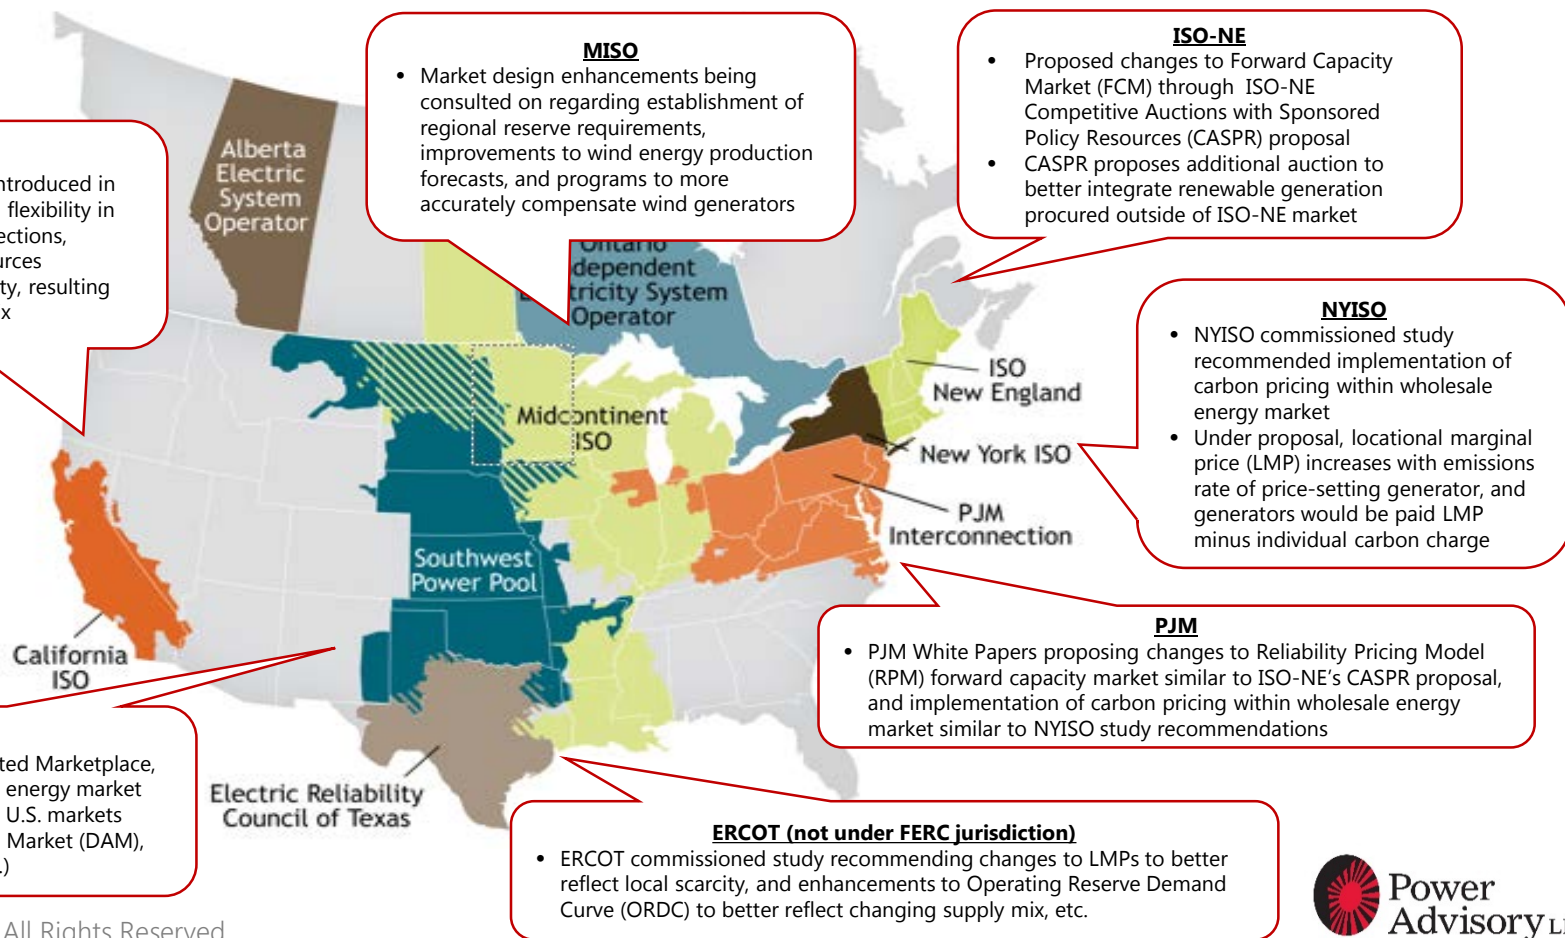 MISO
• Market design enhancements being
consulted on regarding establishment of
regional reserve requirements,
improvements to wind energy production
forecasts, and programs to more
accurately compensate wind generators
ISO-NE
• Proposed changes to Forward Capacity
Market (FCM) through ISO-NE
Competitive Auctions with Sponsored
Policy Resources (CASPR) proposal
• CASPR proposes additional auction to
better integrate renewable generation
procured outside of ISO-NE market
ntroduced in
flexibility in
ections,
urces
ty, resulting
x
Alberta
Electric
System
Operator
Ontario
dependent
tricity System
Operator
NYISO
• NYISO commissioned study
recommended implementation of
carbon pricing within wholesale
energy market
• Under proposal, locational marginal
price (LMP) increases with emissions
rate of price-setting generator, and
generators would be paid LMP
minus individual carbon charge
ISO
New England
Midcontinent
ISO
New York ISO
PJM
Interconnection
Southwest
Power Pool
California
ISO
PJM
• PJM White Papers proposing changes to Reliability Pricing Model
(RPM) forward capacity market similar to ISO-NE's CASPR proposal,
and implementation of carbon pricing within wholesale energy
market similar to NYISO study recommendations
ted Marketplace,
energy market
U.S. markets
Market (DAM),
.)
Electric Reliability
Council of Texas
ERCOT (not under FERC jurisdiction)
• ERCOT commissioned study recommending changes to LMPs to better
reflect local scarcity, and enhancements to Operating Reserve Demand
Curve (ORDC) to better reflect changing supply mix, etc.
All Rights Reserved
Power
Advisory